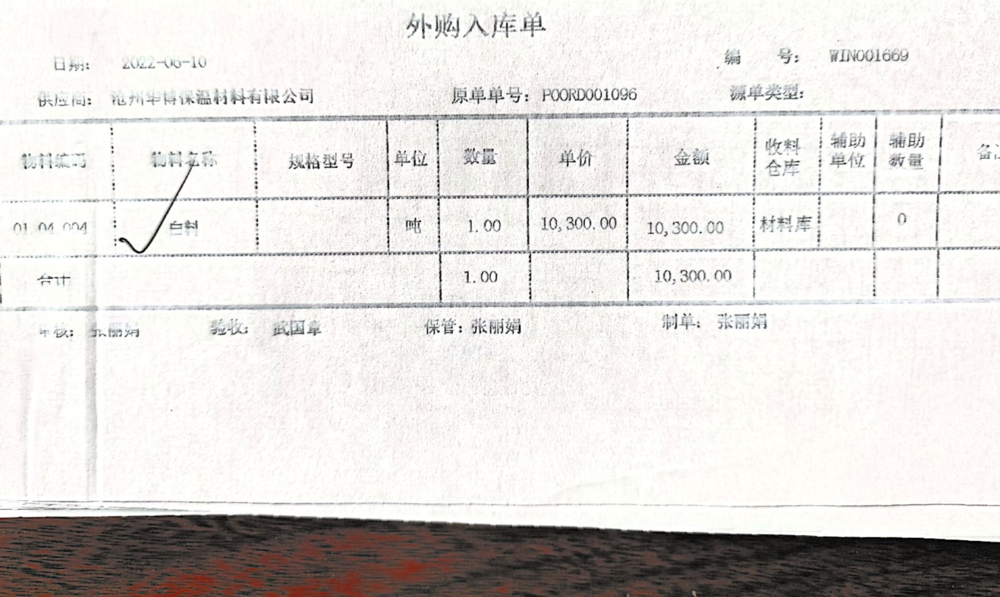 外购入库单
日期: 2022-06-10 编 号: WIN001669
供应商: 沧州华博保温材料有限公司 原单单号: POORD001096 源单类型:
物料编码 物料名称 规格型号 单位 数量 单价 金额 收料仓库 辅助单位 辅助数量 备
01.04.004 白料 吨 1.00 10,300.00 10,300.00 材料库 0
合计 1.00 10,300.00
审核: 张丽娟 验收: 武国章 保管: 张丽娟 制单: 张丽娟